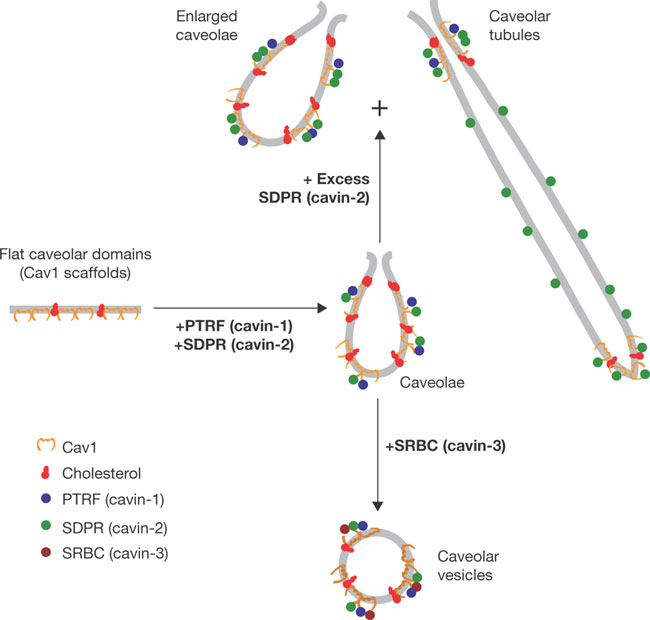 Enlarged
caveolae
Caveolar
tubules
+
+ Excess
SDPR (cavin-2)
Flat caveolar domains
(Cav1 scaffolds)
+PTRF (cavin-1)
+SDPR (cavin-2)
Caveolae
+SRBC (cavin-3)
Cav1
Cholesterol
PTRF (cavin-1)
SDPR (cavin-2)
SRBC (cavin-3)
Caveolar
vesicles